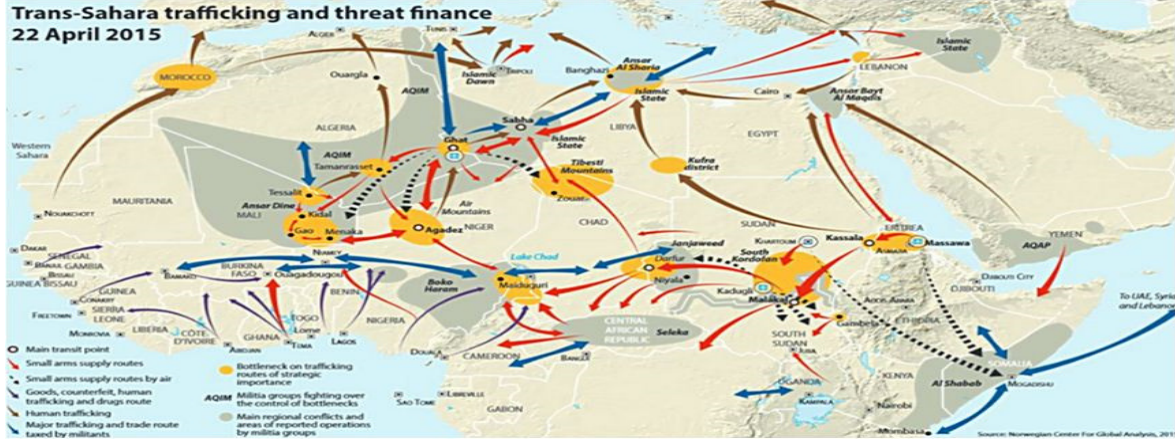 Trans-Sahara trafficking and threat finance
22 April 2015
TUNIS
ALGER
Islamic State
MOROCCO
Ouargla
Islamic Dawn
TRIPOLI
Banghazi
Ansar Al Sharia
Islamic State
LEBANON
AQIM
Cairo
Ansar Bayt Al Maqdis
Western Sahara
ALGERIA
Sabha
Ghat
Islamic State
LIBYA
EGYPT
AQIM
Tamanrasset
Tibesti Mountains
Kufra district
Tessalit
Zouar
MAURITANIA
Ansar Dine
MALI
Kidal
Air Mountains
NOUAKCHOTT
Gao
Menaka
Agadez
NIGER
CHAD
SUDAN
ERITREA
KHARTOUM
Kassala
Massawa
ASMARA
YEMEN
AQAP
DAKAR
SENEGAL
GAMBIA
BISSAU
GUINEA BISSAU
BAMAKO
BURKINA FASO
NIAMEY
Ouagadougou
Lake Chad
Janjaweed
Darfur
South Kordofan
DJIBOUTI CITY
DJIBOUTI
Boko Haram
Maiduguri
Niyala
Kadugli
Malakal
ADDIS ABABA
To UAE, Syria and Lebanon
GUINEA
CONAKRY
SIERRA LEONE
FREETOWN
BENIN
NIGERIA
TOGO
GHANA
Lome
CENTRAL AFRICAN REPUBLIC
Seleka
Gambela
ETHIOPIA
MONROVIA
LIBERIA
CÔTE D'IVOIRE
ABIDJAN
TEMA
LAGOS
DOUALA
CAMEROON
BANGUI
SOUTH SUDAN
JUBA
SOMALIA
MOGADISHU
Al Shabab
KENYA
UGANDA
KAMPALA
Nairobi
Mombasa
SAO TOME
LIBREVILLE
GABON
Main transit point
Small arms supply routes
Small arms supply routes by air
Goods, counterfeit, human trafficking and drugs route
Human trafficking
Major trafficking and trade route taxed by militants
Bottleneck on trafficking routes of strategic importance
AQIM Militia groups fighting over the control of bottlenecks
Main regional conflicts and areas of reported operations by militia groups
Source: Norwegian Center For Global Analysis, 201